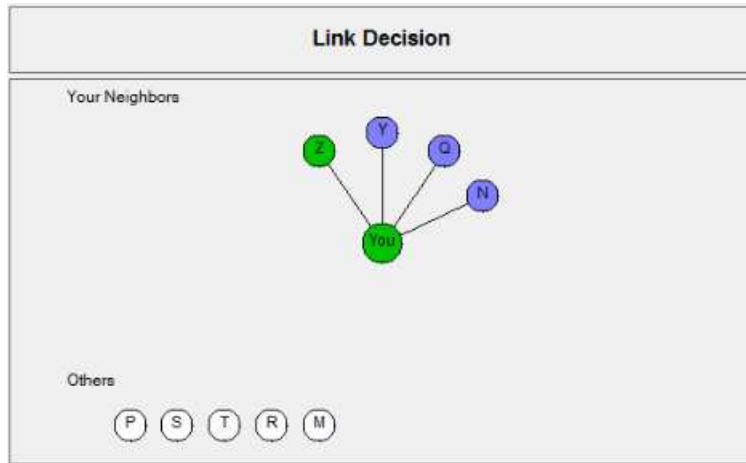 Link Decision
Your Neighbors
Z Y Q N
You
Others
P S T R M